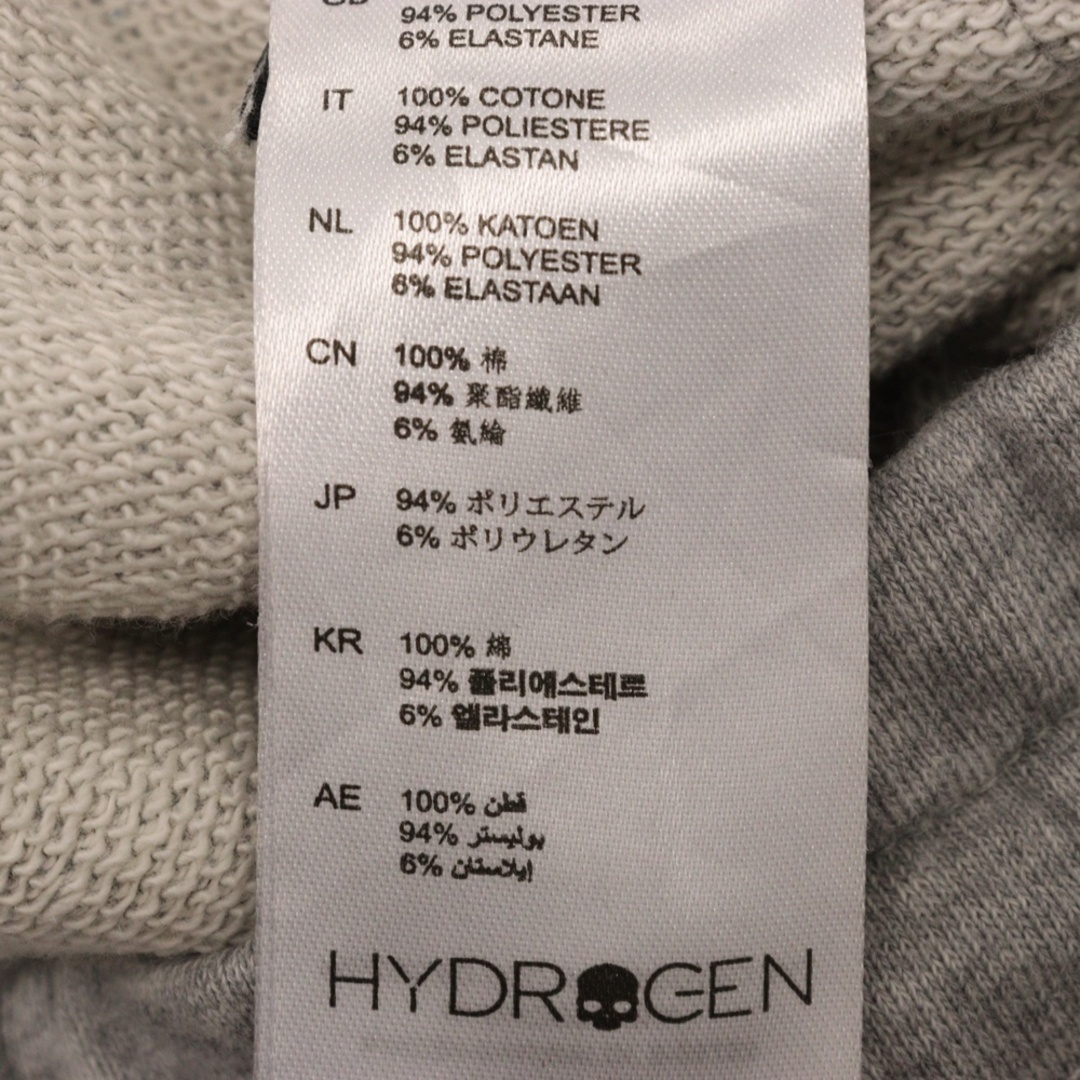 94% POLYESTER
6% ELASTANE
IT 100% COTONE
94% POLIESTERE
6% ELASTAN
NL 100% KATOEN
94% POLYESTER
6% ELASTAAN
CN 100% 棉
94% 聚酯纖維
6% 氨綸
JP 94% ポリエステル
6% ポリウレタン
KR 100% 綿
94% 폴리에스테르
6% 엘라스테인
AE 100% قطن
94% بوليستر
6% إيلاستان
HYDROGEN